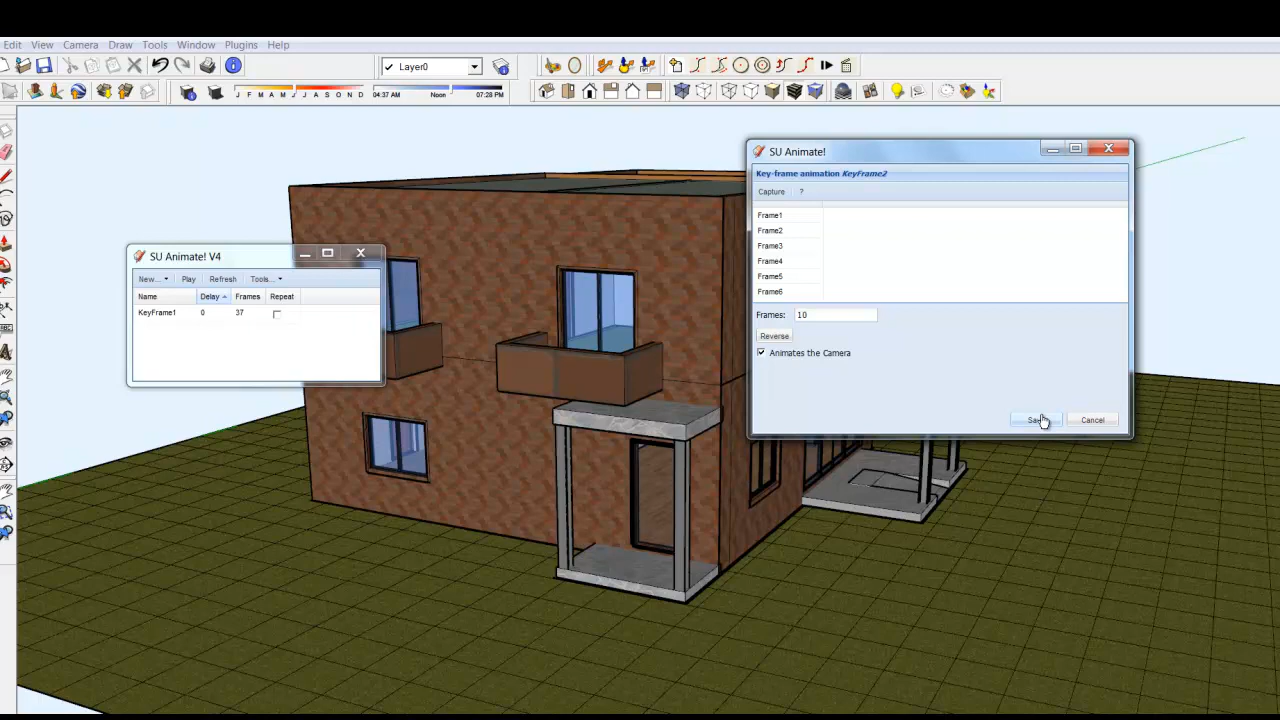 Edit View Camera Draw Tools Window Plugins Help
Layer0
J F M A M J J A S O N D 04:37 AM Noon 07:28 PM
SU Animate!
Key-frame animation KeyFrame2
Capture ?
Frame1
Frame2
Frame3
Frame4
Frame5
Frame6
Frames: 10
Reverse
Animates the Camera
Cancel
SU Animate! V4
New... Play Refresh Tools...
Name Delay Frames Repeat
KeyFrame1 0 37